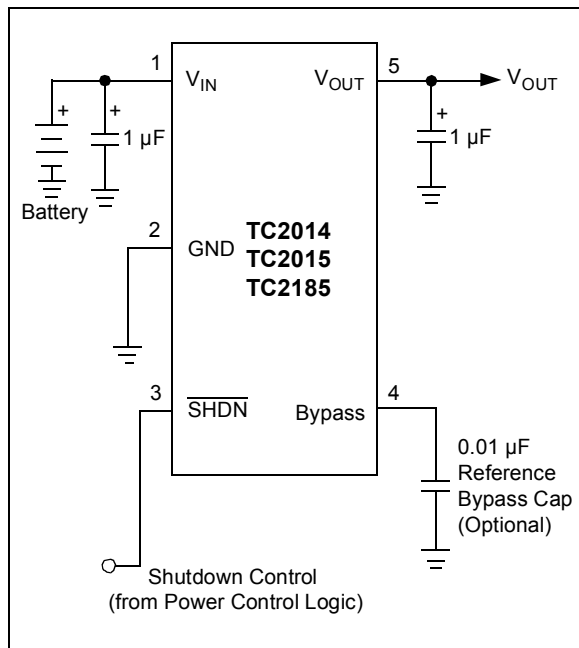 1
V_IN
V_OUT
5
V_OUT
+
+
+
1 µF
1 µF
Battery
2
GND
TC2014
TC2015
TC2185
3
SHDN
Bypass
4
0.01 µF
Reference
Bypass Cap
(Optional)
Shutdown Control
(from Power Control Logic)